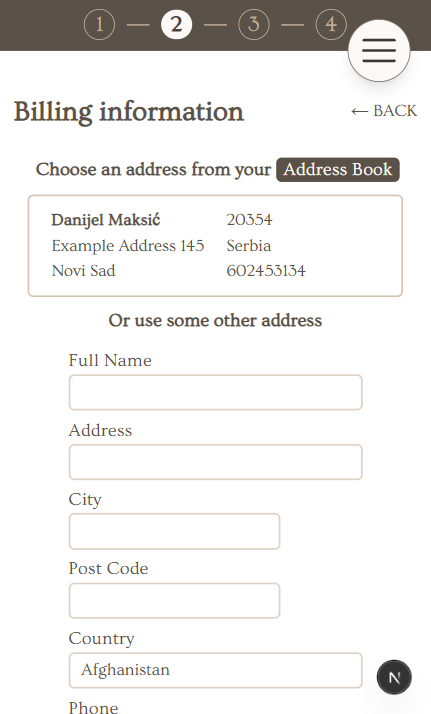 1 — 2 — 3 — 4
Billing information
← BACK
Choose an address from your Address Book
Danijel Maksić 20354
Example Address 145 Serbia
Novi Sad 602453134
Or use some other address
Full Name
Address
City
Post Code
Country
Afghanistan
N
Phone